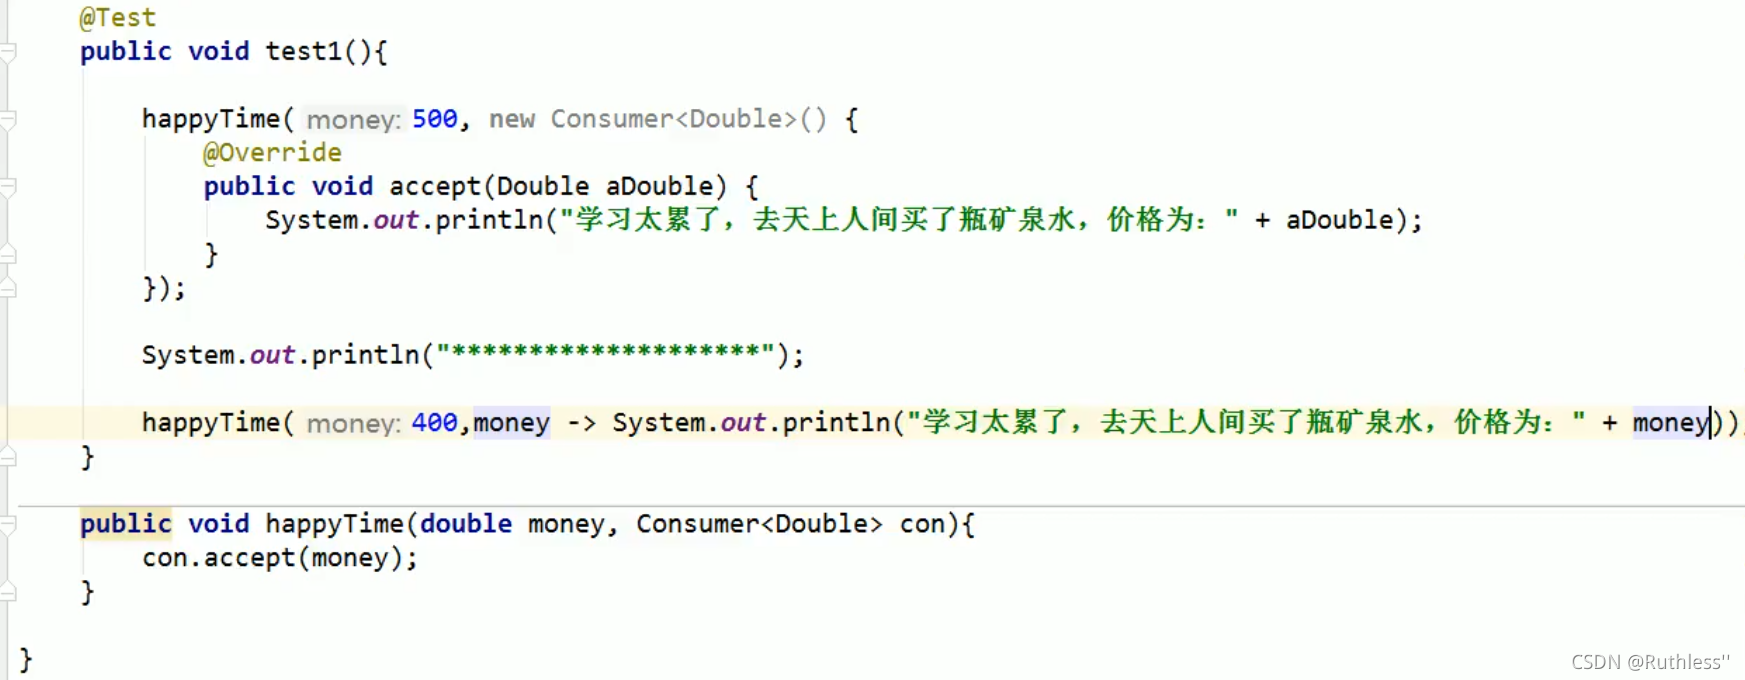 @Test
public void test1(){
happyTime( money: 500, new Consumer<Double>() {
@Override
public void accept(Double aDouble) {
System.out.println("学习太累了，去天上人间买了瓶矿泉水，价格为：" + aDouble);
}
});
System.out.println("********************");
happyTime( money: 400,money -> System.out.println("学习太累了，去天上人间买了瓶矿泉水，价格为：" + money))
}
public void happyTime(double money, Consumer<Double> con){
con.accept(money);
}
}
CSDN @Ruthless''